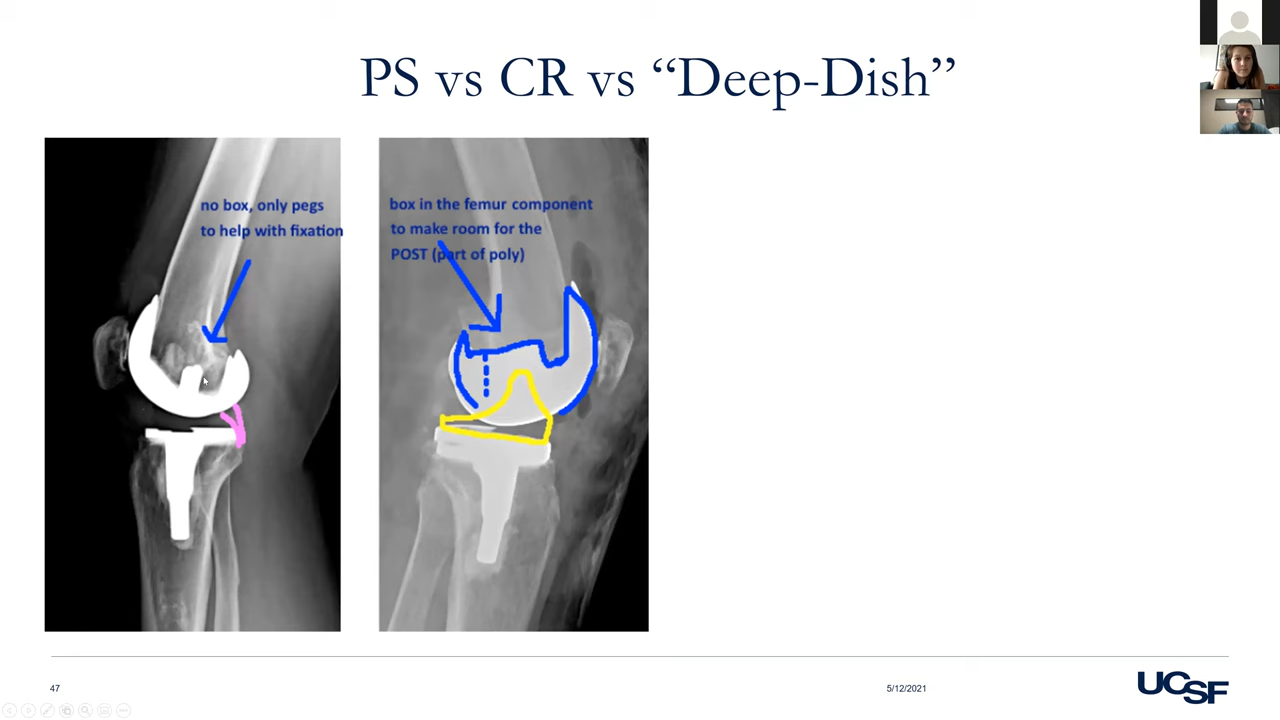 PS vs CR vs “Deep-Dish”
no box, only pegs
to help with fixation
box in the femur component
to make room for the
POST (part of poly)
47
5/12/2021
UCSF